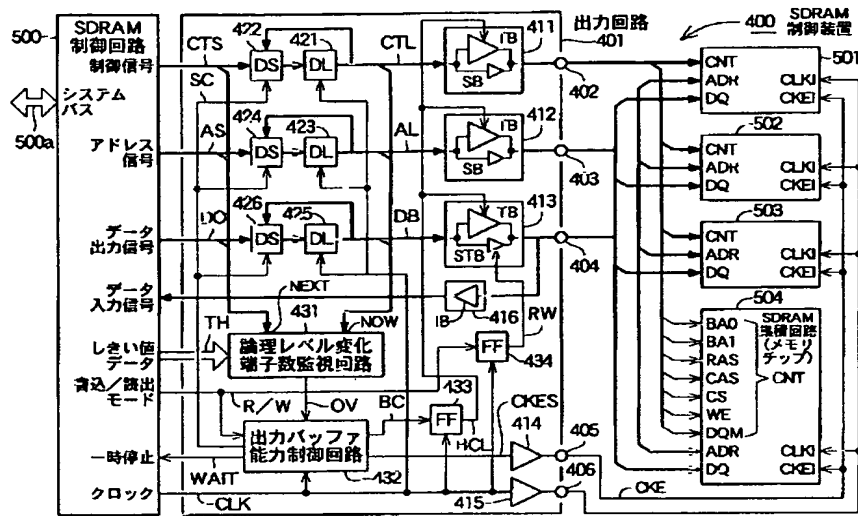 500
SDRAM
制御回路
制御信号
システム
バス
500a
アドレス
信号
データ
出力信号
データ
入力信号
しきい値
データ
書込/読出
モード
一時停止
クロック
CTS
SC
AS
DO
TH
R/W
WAIT
CLK
422
421
DS
DL
CTL
424
423
DS
DL
AL
426
425
DS
DL
DB
NEXT
431
NOW
論理レベル変化
端子数監視回路
OV
BC
出力バッファ
能力制御回路
432
433
FF
HCL
434
FF
RW
CKES
TB
SB
411
TB
SB
412
TB
STB
413
IB
416
414
415
出力回路
401
402
403
404
405
406
CKE
400
SDRAM
制御装置
501
CNT
ADR
DQ
CLKI
CKEI
502
CNT
ADR
DQ
CLKI
CKEI
503
CNT
ADR
DQ
CLKI
CKEI
504
BA0
BA1
RAS
CAS
CS
WE
DQM
ADR
DQ
SDRAM
集積回路
(メモリ
チップ)
CNT
CLKI
CKEI